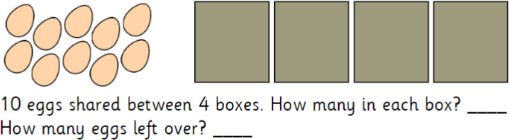 10 eggs shared between 4 boxes. How many in each box? ____
How many eggs left over? ____